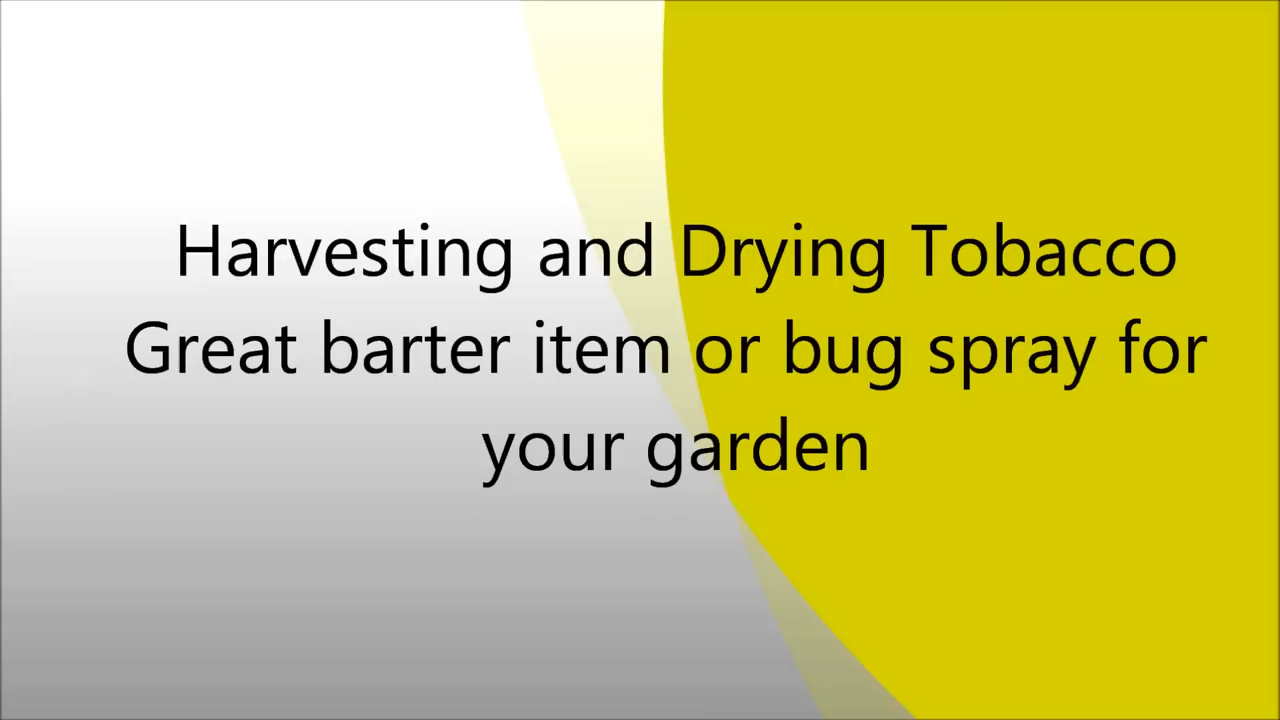 Harvesting and Drying Tobacco
Great barter item or bug spray for
your garden